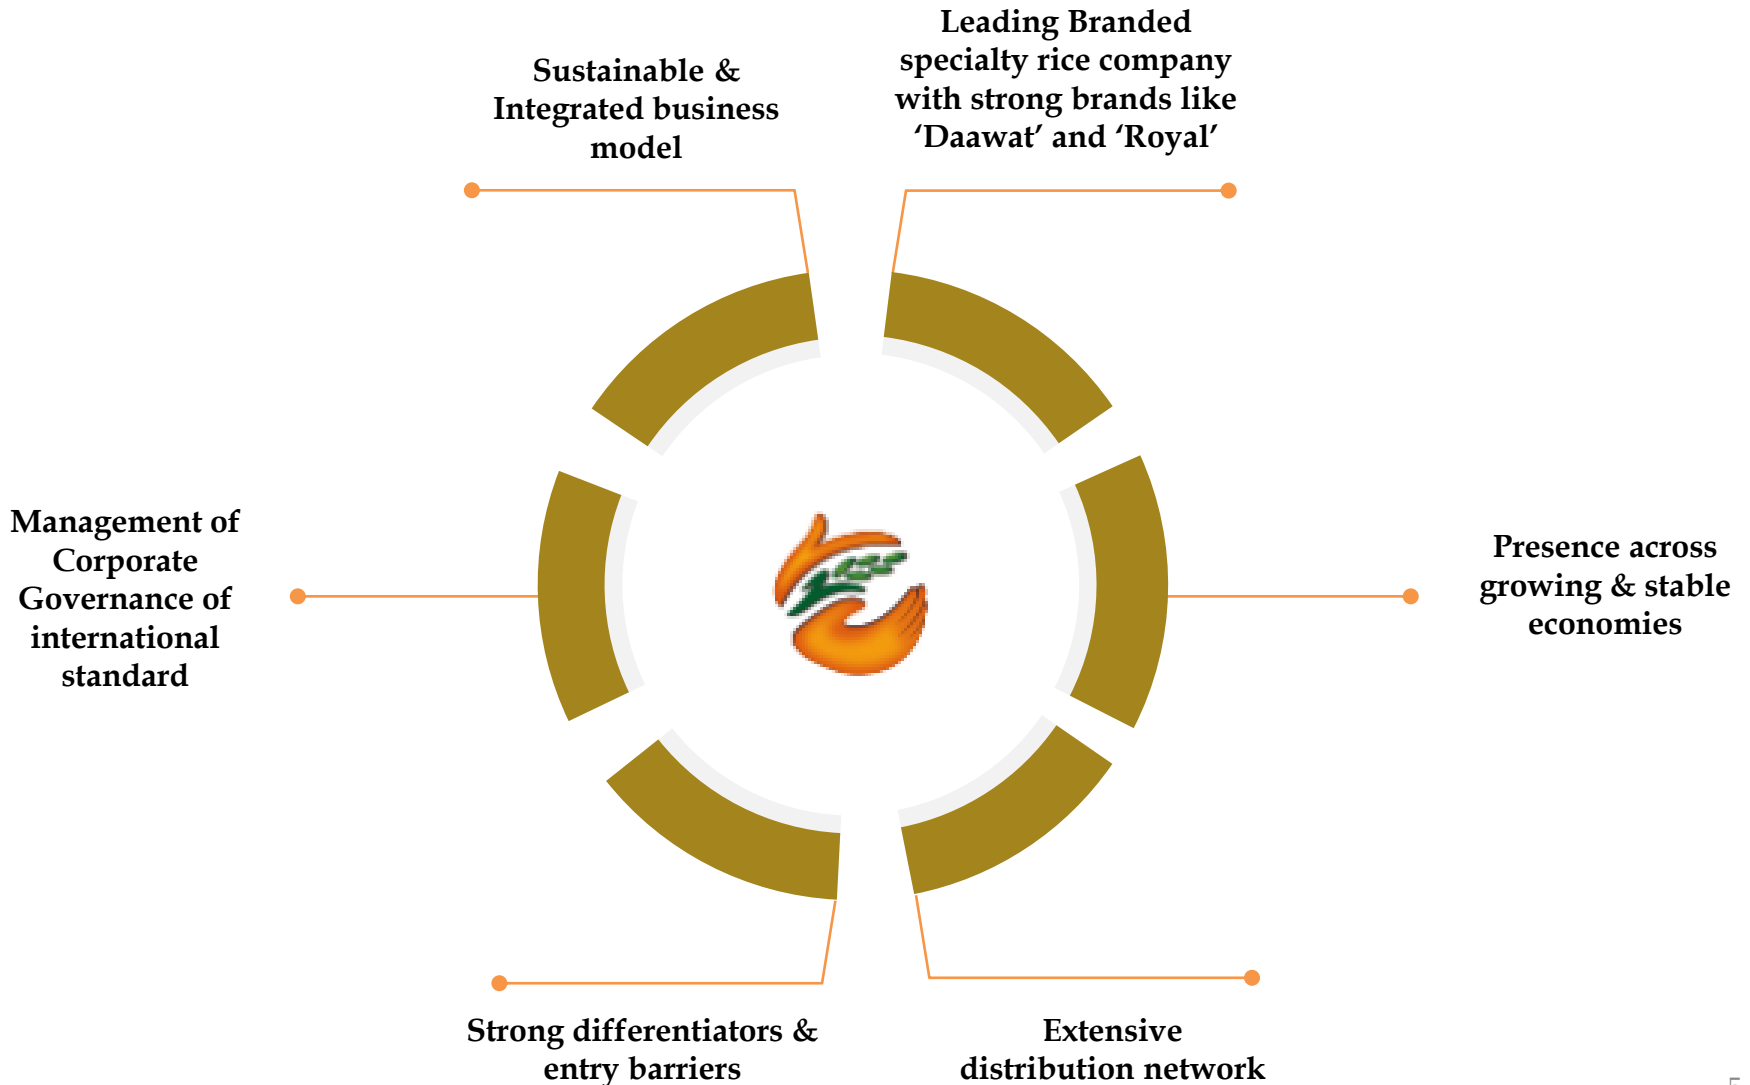 Leading Branded
specialty rice company
with strong brands like
‘Daawat’ and ‘Royal’
Sustainable &
Integrated business
model
Management of
Corporate
Governance of
international
standard
Presence across
growing & stable
economies
Strong differentiators &
entry barriers
Extensive
distribution network
5